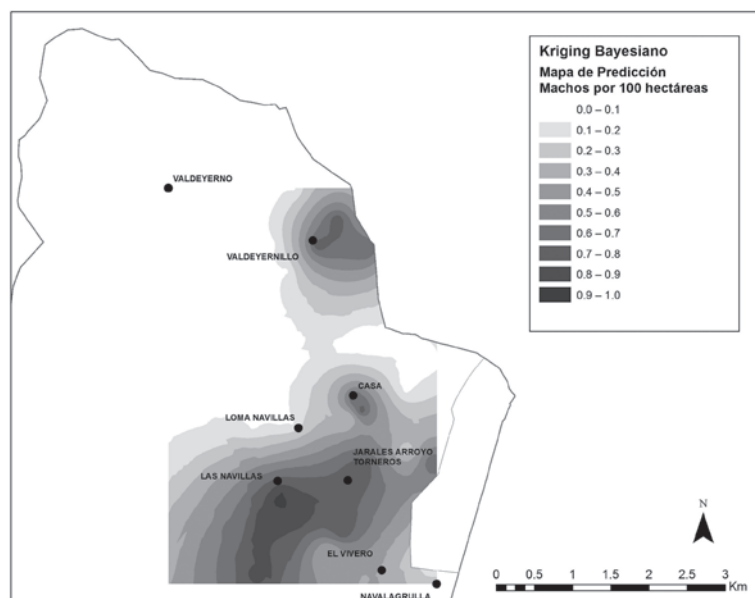 Kriging Bayesiano
Mapa de Predicción
Machos por 100 hectáreas
0.0 – 0.1
0.1 – 0.2
0.2 – 0.3
0.3 – 0.4
0.4 – 0.5
0.5 – 0.6
0.6 – 0.7
0.7 – 0.8
0.8 – 0.9
0.9 – 1.0
VALDEYERNO
VALDEYERNILLO
CASA
LOMA NAVILLAS
JARALES ARROYO
TORNEROS
LAS NAVILLAS
EL VIVERO
NAVALAGRULLA
N
0 0.5 1 1.5 2 2.5 3
Km